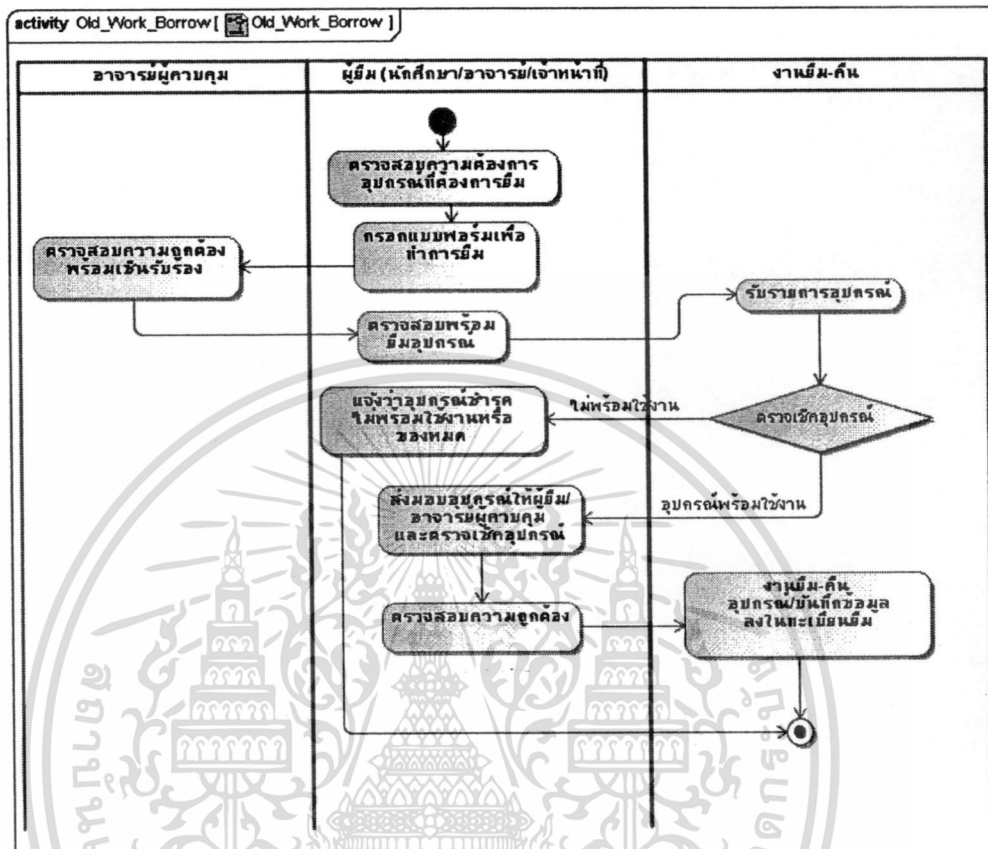 activity Old_Work_Borrow [ Old_Work_Borrow ]
อาจารย์ผู้ควบคุม
ผู้ยืม (นักศึกษา/อาจารย์/เจ้าหน้าที่)
งานยืม-คืน
ตรวจสอบความต้องการ
อุปกรณ์ที่ต้องการยืม
กรอกแบบฟอร์มเพื่อ
ทำการยืม
ตรวจสอบความถูกต้อง
พร้อมเซ็นรับรอง
รับรายการอุปกรณ์
ตรวจสอบพร้อม
ยืมอุปกรณ์
แจ้งว่าอุปกรณ์ชำรุด
ไม่พร้อมใช้งานหรือ
ของหมด
ไม่พร้อมใช้งาน
ตรวจเช็คอุปกรณ์
ส่งมอบอุปกรณ์ให้ผู้ยืม/
อาจารย์ผู้ควบคุม
และตรวจเช็คอุปกรณ์
อุปกรณ์พร้อมใช้งาน
งานยืม-คืน
อุปกรณ์/บันทึกข้อมูล
ลงในทะเบียนยืม
ตรวจสอบความถูกต้อง